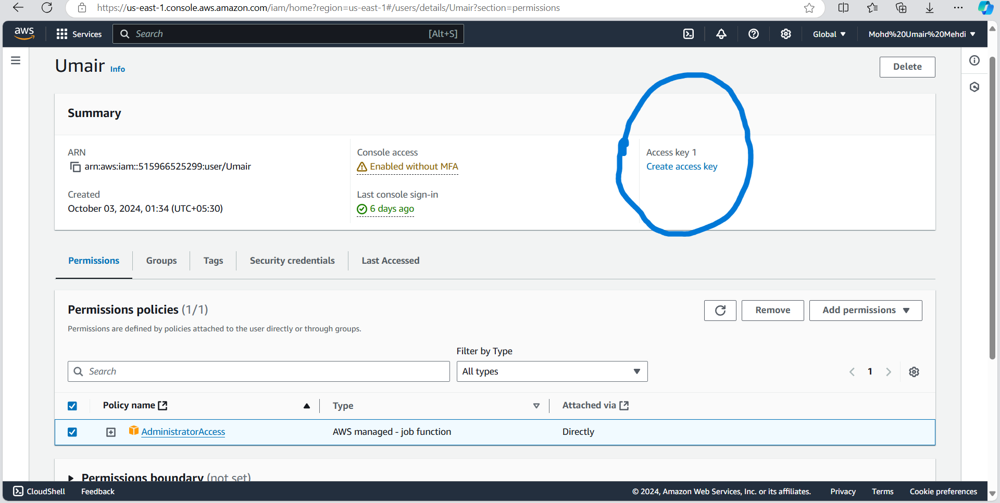 https://us-east-1.console.aws.amazon.com/iam/home?region=us-east-1#/users/details/Umair?section=permissions
aws Services Search [Alt+S] Global Mohd%20Umair%20Mehdi
Umair Info Delete
Summary
ARN
arn:aws:iam::515966525299:user/Umair
Created
October 03, 2024, 01:34 (UTC+05:30)
Console access
Enabled without MFA
Last console sign-in
6 days ago
Access key 1
Create access key
Permissions Groups Tags Security credentials Last Accessed
Permissions policies (1/1) Remove Add permissions
Permissions are defined by policies attached to the user directly or through groups.
Filter by Type
Search All types 1
Policy name Type Attached via
AdministratorAccess AWS managed - job function Directly
Permissions boundary (not set)
CloudShell Feedback © 2024, Amazon Web Services, Inc. or its affiliates. Privacy Terms Cookie preferences